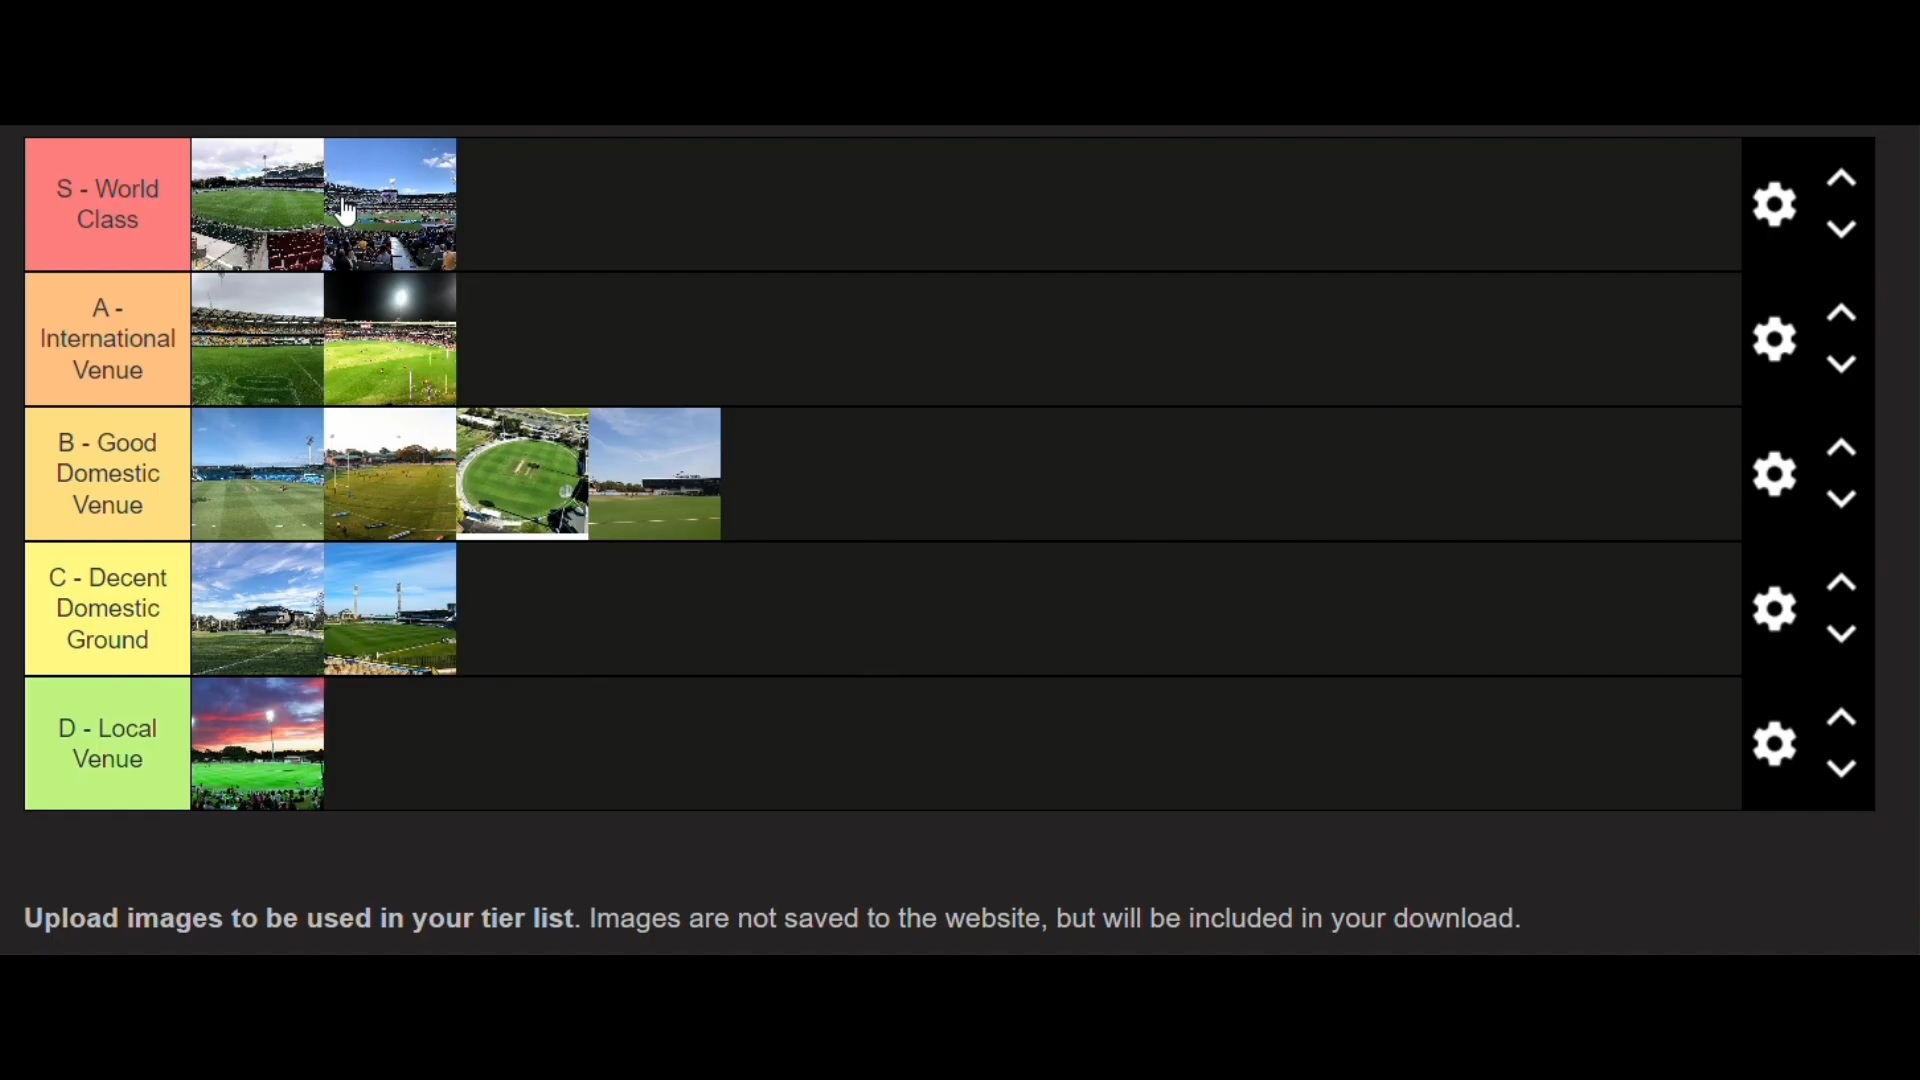 S - World
Class
A -
International
Venue
B - Good
Domestic
Venue
C - Decent
Domestic
Ground
D - Local
Venue
Upload images to be used in your tier list. Images are not saved to the website, but will be included in your download.